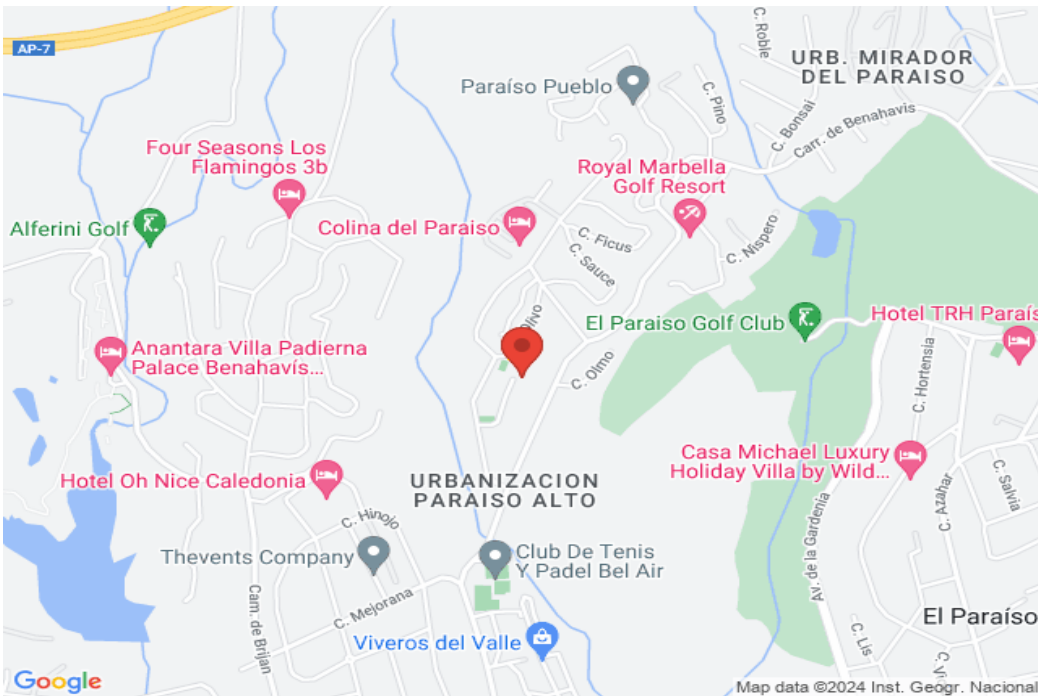 AP-7
C. Roble
URB. MIRADOR
DEL PARAISO
Paraíso Pueblo
C. Pino
C. Bonsai
Carr. de Benahavis
Four Seasons Los
Flamingos 3b
Royal Marbella
Golf Resort
Alferini Golf
Colina del Paraiso
C. Ficus
C. Sauce
C. Nispero
Olivo
El Paraiso Golf Club
Hotel TRH Paraís
Anantara Villa Padierna
Palace Benahavís...
C. Olmo
C. Hortensia
Casa Michael Luxury
Holiday Villa by Wild...
Hotel Oh Nice Caledonia
URBANIZACION
PARAISO ALTO
C. Salvia
C. Azahar
C. Hinojo
Av. de la Gardenia
Thevents Company
Club De Tenis
Y Padel Bel Air
Cam. de Brijan
C. Mejorana
El Paraíso
Viveros del Valle
C. Lis
Google
Map data ©2024 Inst. Geogr. Nacional